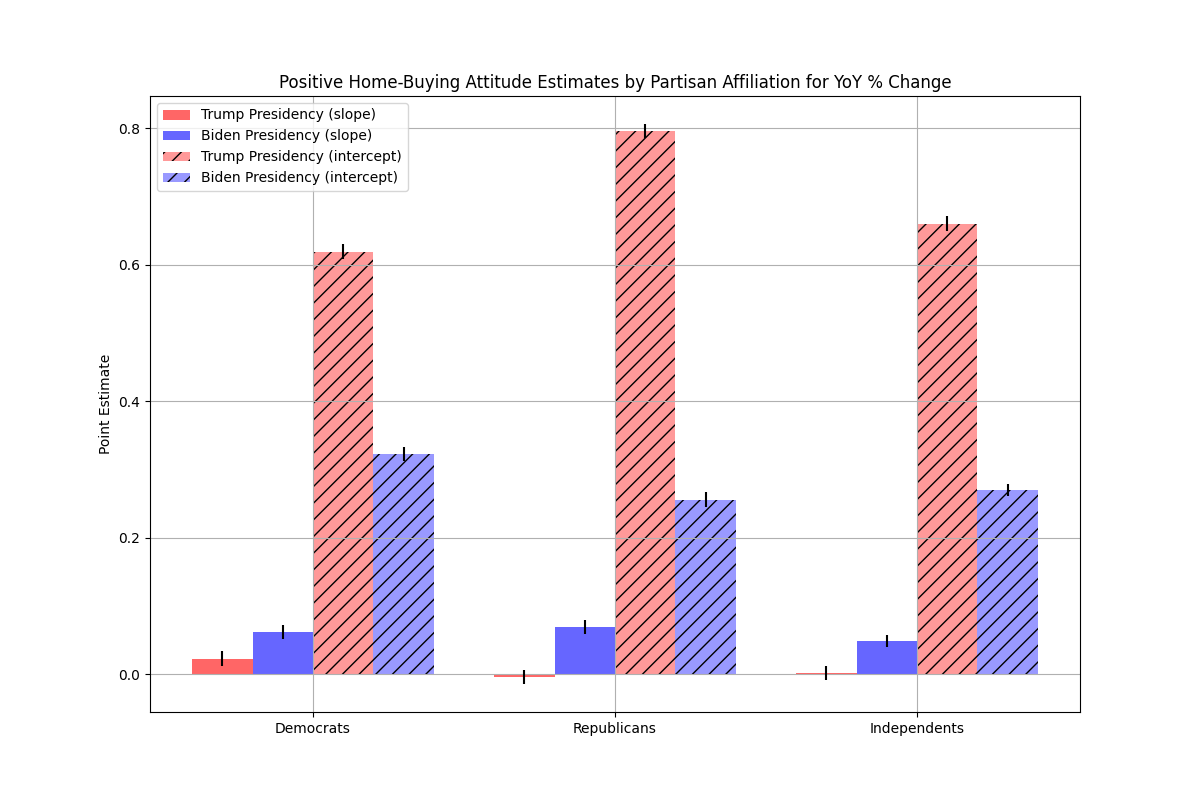 Positive Home-Buying Attitude Estimates by Partisan Affiliation for YoY % Change
Trump Presidency (slope)
Biden Presidency (slope)
Trump Presidency (intercept)
Biden Presidency (intercept)
0.8
0.6
0.4
0.2
0.0
Point Estimate
Democrats
Republicans
Independents